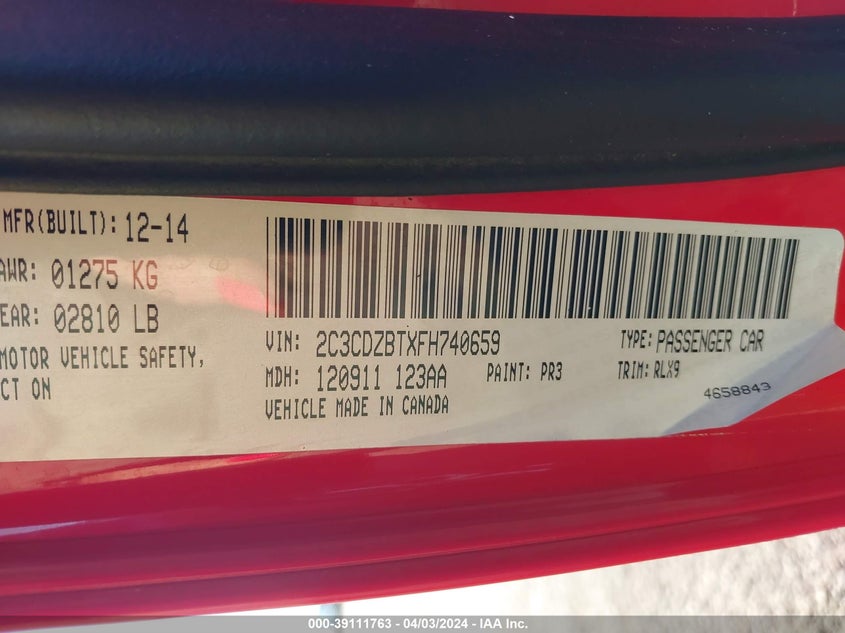 MFR(BUILT): 12-14
AWR: 01275 KG
EAR: 02810 LB
MOTOR VEHICLE SAFETY,
CT ON
VIN: 2C3CDZBTXFH740659
TYPE: PASSENGER CAR
MDH: 120911 123AA
PAINT: PR3
TRIM: RLX9
VEHICLE MADE IN CANADA
4658843
000-39111763 - 04/03/2024 - IAA Inc.